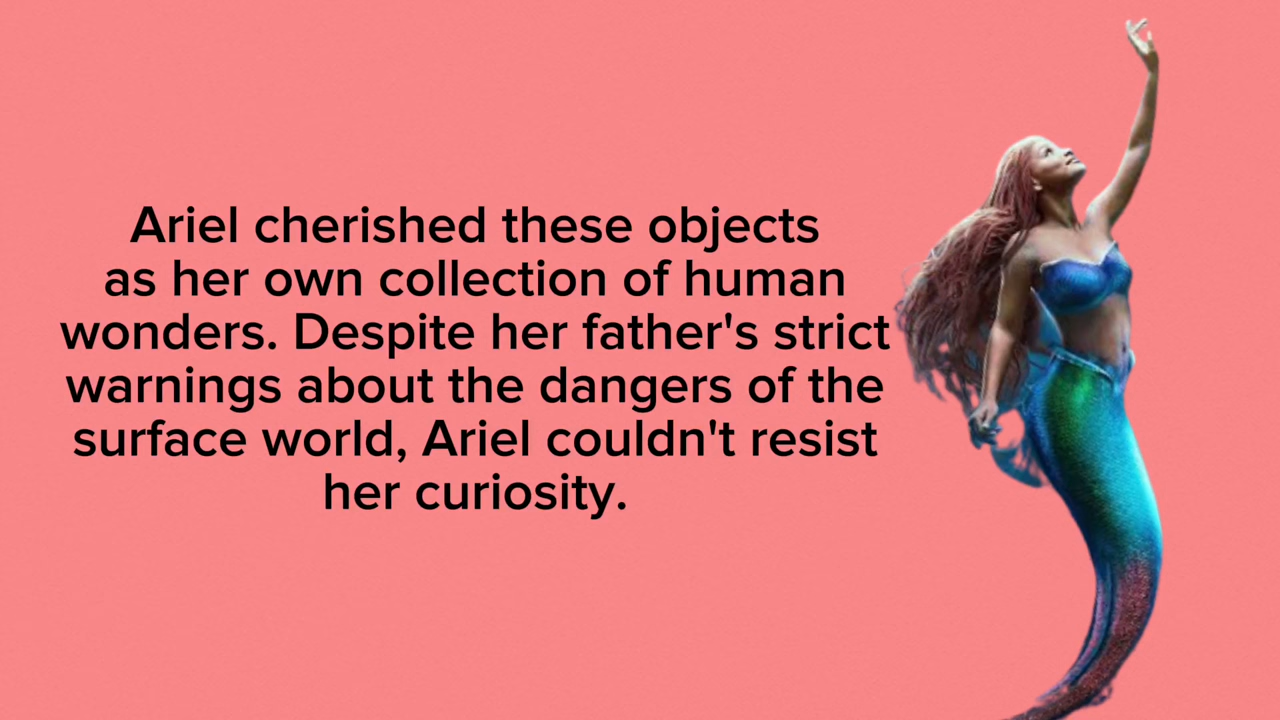 Ariel cherished these objects
as her own collection of human
wonders. Despite her father's strict
warnings about the dangers of the
surface world, Ariel couldn't resist
her curiosity.